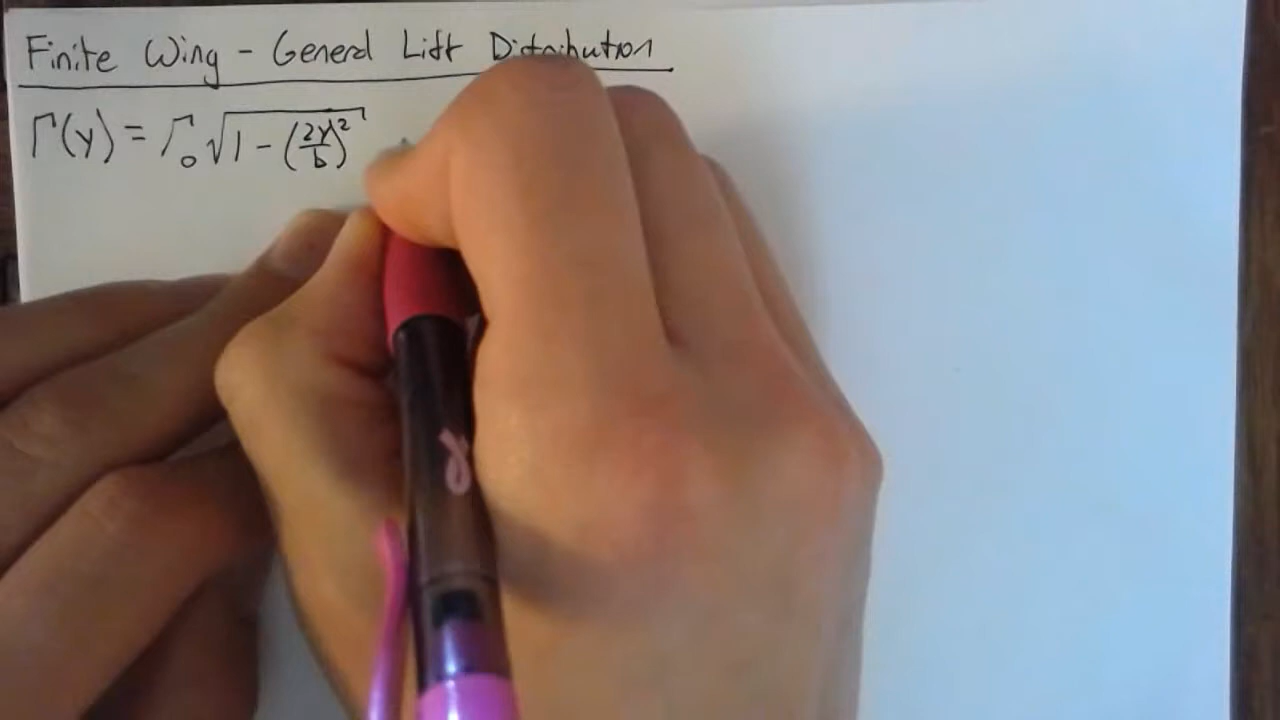 Finite Wing - General Lift Distribution
Γ(y) = Γ₀ √(1 - (2y/b)²)